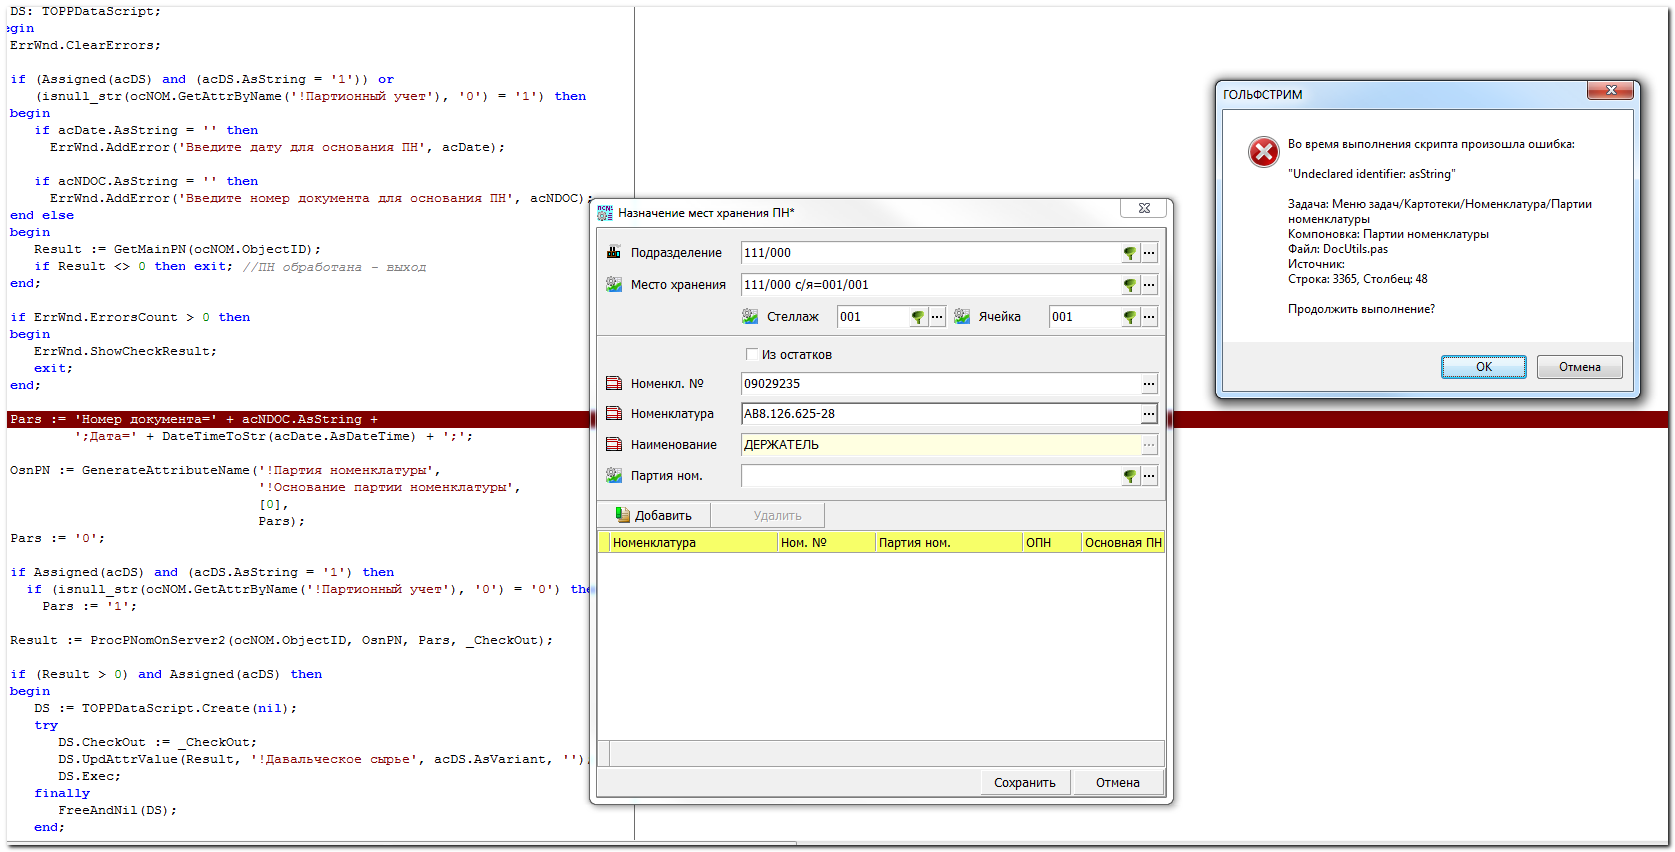 DS: TOPPDataScript;
egin
ErrWnd.ClearErrors;
if (Assigned(acDS) and (acDS.AsString = '1')) or
(isnull_str(ocNOM.GetAttrByName('!Партионный учет'), '0') = '1') then
begin
if acDate.AsString = '' then
ErrWnd.AddError('Введите дату для основания ПН', acDate);
if acNDOC.AsString = '' then
ErrWnd.AddError('Введите номер документа для основания ПН', acNDOC);
end else
begin
Result := GetMainPN(ocNOM.ObjectID);
if Result <> 0 then exit; //ПН обработана - выход
end;
if ErrWnd.ErrorsCount > 0 then
begin
ErrWnd.ShowCheckResult;
exit;
end;
Pars := 'Номер документа=' + acNDOC.AsString +
';Дата=' + DateTimeToStr(acDate.AsDateTime) + ';';
OsnPN := GenerateAttributeName('!Партия номенклатуры',
'!Основание партии номенклатуры',
[0],
Pars);
Pars := '0';
if Assigned(acDS) and (acDS.AsString = '1') then
if (isnull_str(ocNOM.GetAttrByName('!Партионный учет'), '0') = '0') the
Pars := '1';
Result := ProcPNomOnServer2(ocNOM.ObjectID, OsnPN, Pars, _CheckOut);
if (Result > 0) and Assigned(acDS) then
begin
DS := TOPPDataScript.Create(nil);
try
DS.CheckOut := _CheckOut;
DS.UpdAttrValue(Result, '!Давальческое сырье', acDS.AsVariant, '')
DS.Exec;
finally
FreeAndNil(DS);
end;
Назначение мест хранения ПН*
Подразделение 111/000
Место хранения 111/000 с/я=001/001
Стеллаж 001 Ячейка 001
Из остатков
Номенкл. № 09029235
Номенклатура АВ8.126.625-28
Наименование ДЕРЖАТЕЛЬ
Партия ном.
Добавить Удалить
Номенклатура Ном. № Партия ном. ОПН Основная ПН
Сохранить Отмена
ГОЛЬФСТРИМ
Во время выполнения скрипта произошла ошибка:
"Undeclared identifier: asString"
Задача: Меню задач/Картотеки/Номенклатура/Партии
номенклатуры
Компоновка: Партии номенклатуры
Файл: DocUtils.pas
Источник:
Строка: 3365, Столбец: 48
Продолжить выполнение?
ОК Отмена